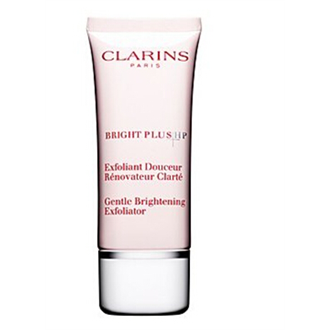 CLARINS
PARIS
BRIGHT PLUS HP
Exfoliant Douceur
Rénovateur Clarté
Gentle Brightening
Exfoliator